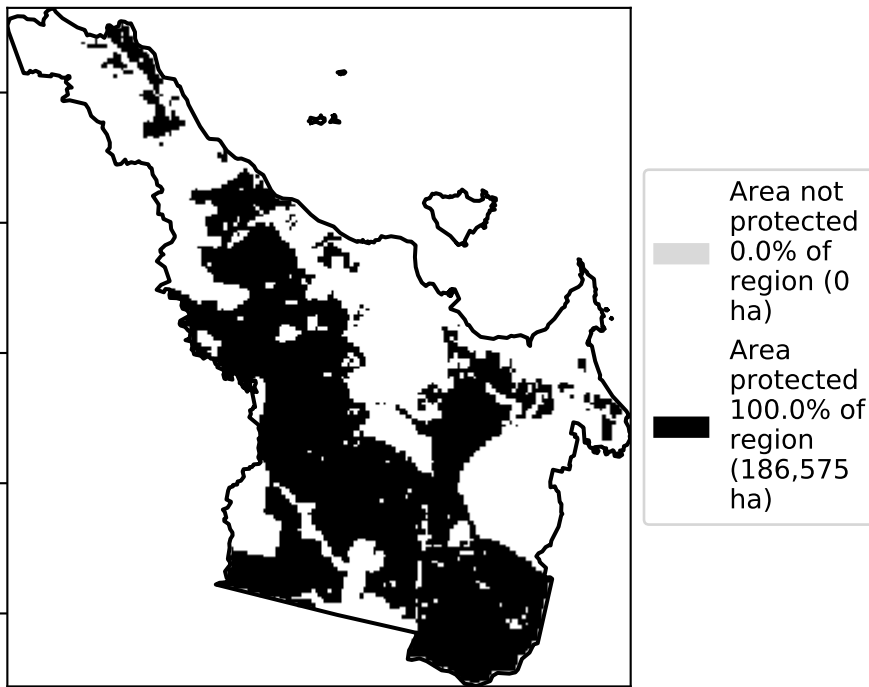 Area not
protected
0.0% of
region (0
ha)
Area
protected
100.0% of
region
(186,575
ha)